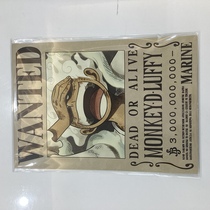 WANTED
DEAD OR ALIVE
MONKEY·D·LUFFY
฿3,000,000,000-
MARINE